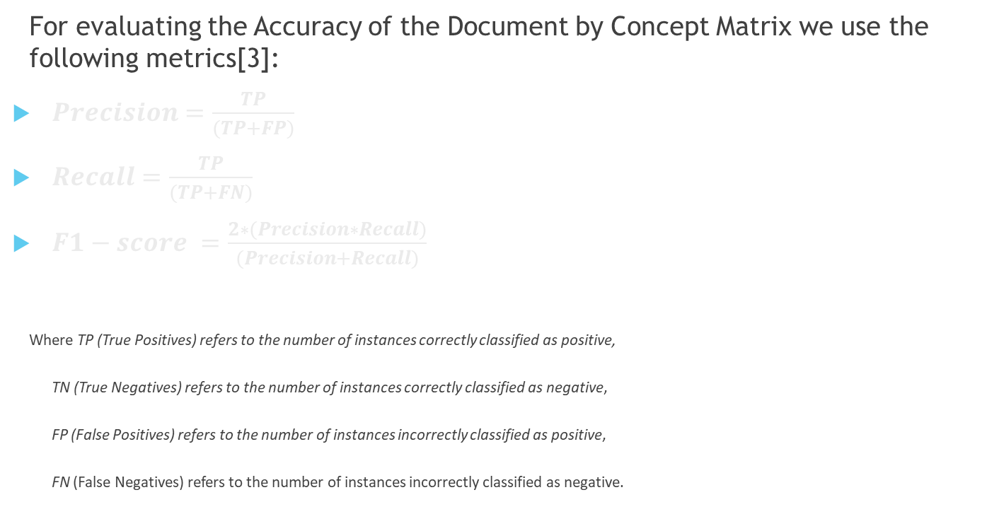 For evaluating the Accuracy of the Document by Concept Matrix we use the
following metrics[3]:
Precision = TP / (TP+FP)
Recall = TP / (TP+FN)
F1 − score = 2*(Precision*Recall) / (Precision+Recall)
Where TP (True Positives) refers to the number of instances correctly classified as positive,
TN (True Negatives) refers to the number of instances correctly classified as negative,
FP (False Positives) refers to the number of instances incorrectly classified as positive,
FN (False Negatives) refers to the number of instances incorrectly classified as negative.